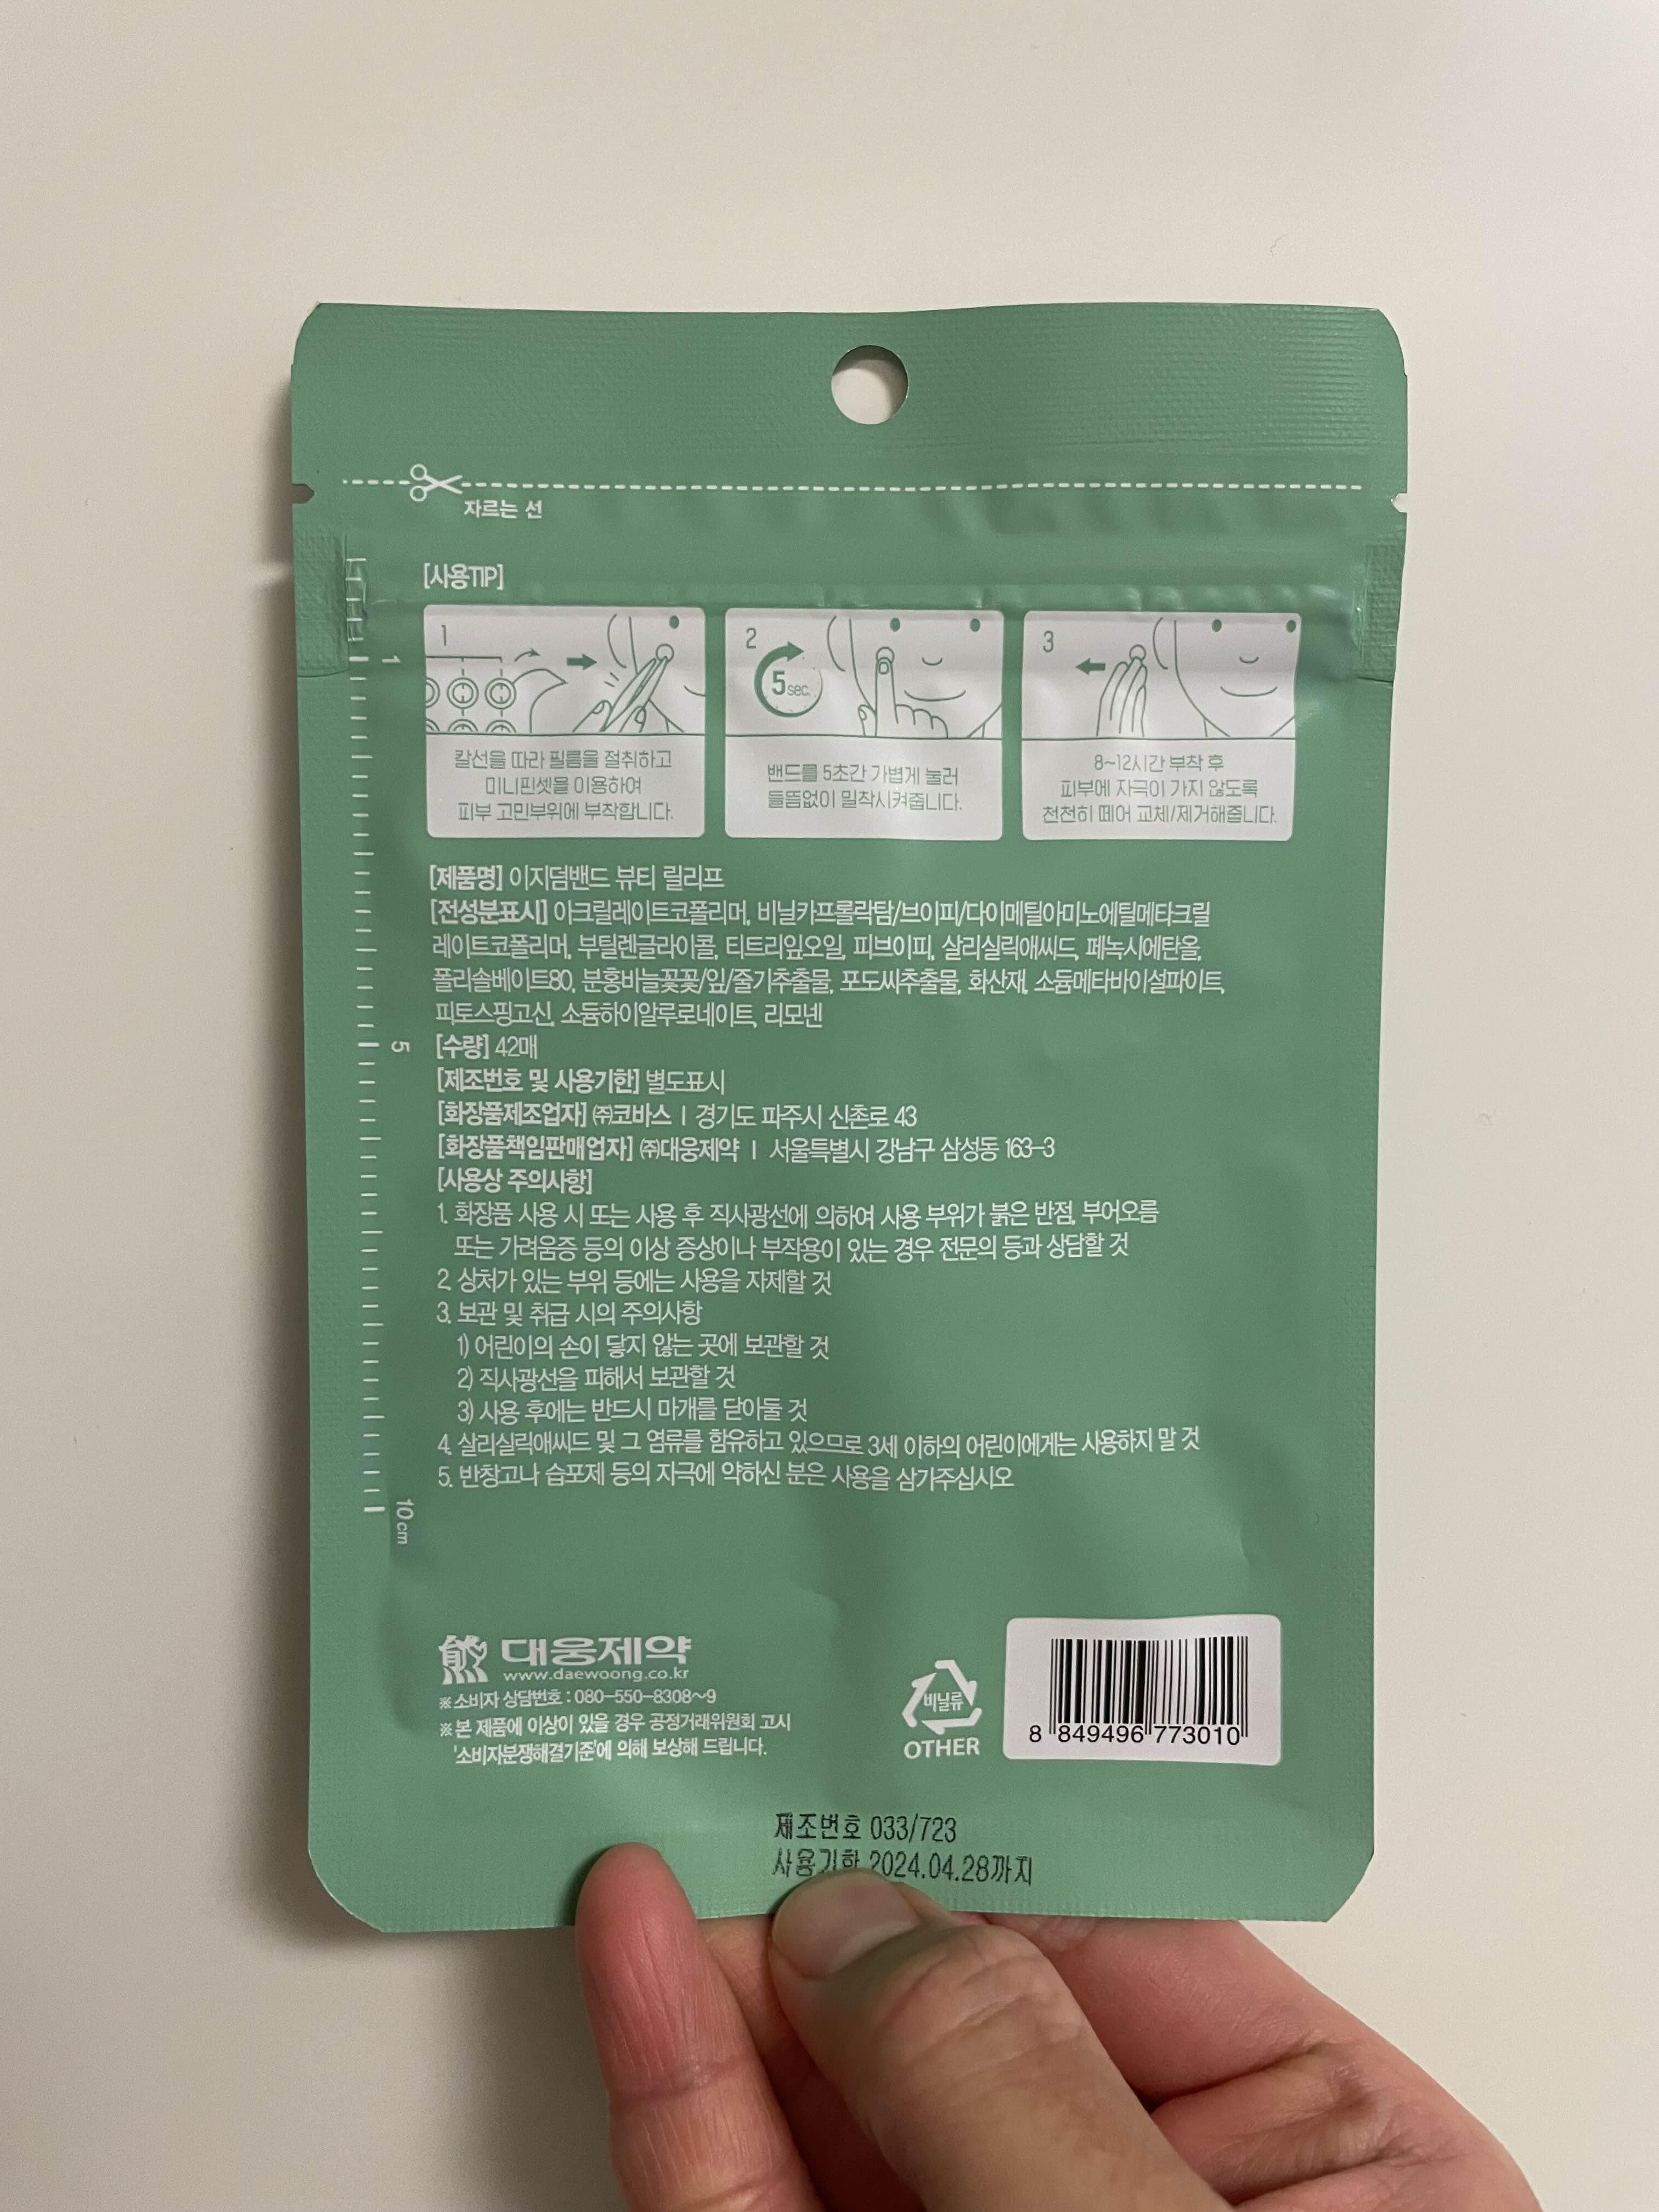 자르는 선
[사용TIP]
1
칼선을 따라 필름을 절취하고
미니핀셋을 이용하여
피부 고민부위에 부착합니다.
2
5sec.
밴드를 5초간 가볍게 눌러
들뜸없이 밀착시켜줍니다.
3
8~12시간 부착 후
피부에 자극이 가지 않도록
천천히 떼어 교체/제거해줍니다.
1
5
10cm
[제품명] 이지덤밴드 뷰티 릴리프
[전성분표시] 아크릴레이트코폴리머, 비닐카프롤락탐/브이피/다이메틸아미노에틸메타크릴
레이트코폴리머, 부틸렌글라이콜, 티트리잎오일, 피브이피, 살리실릭애씨드, 페녹시에탄올,
폴리솔베이트80, 분홍바늘꽃꽃/잎/줄기추출물, 포도씨추출물, 화산재, 소듐메타바이설파이트,
피토스핑고신, 소듐하이알루로네이트, 리모넨
[수량] 42매
[제조번호 및 사용기한] 별도표시
[화장품제조업자] ㈜코바스 | 경기도 파주시 신촌로 43
[화장품책임판매업자] ㈜대웅제약 | 서울특별시 강남구 삼성동 163-3
[사용상 주의사항]
1. 화장품 사용 시 또는 사용 후 직사광선에 의하여 사용 부위가 붉은 반점, 부어오름
또는 가려움증 등의 이상 증상이나 부작용이 있는 경우 전문의 등과 상담할 것
2. 상처가 있는 부위 등에는 사용을 자제할 것
3. 보관 및 취급 시의 주의사항
1) 어린이의 손이 닿지 않는 곳에 보관할 것
2) 직사광선을 피해서 보관할 것
3) 사용 후에는 반드시 마개를 닫아둘 것
4. 살리실릭애씨드 및 그 염류를 함유하고 있으므로 3세 이하의 어린이에게는 사용하지 말 것
5. 반창고나 습포제 등의 자극에 약하신 분은 사용을 삼가주십시오
대웅제약
www.daewoong.co.kr
※소비자 상담번호 : 080-550-8308~9
※본 제품에 이상이 있을 경우 공정거래위원회 고시
'소비자분쟁해결기준'에 의해 보상해 드립니다.
비닐류
OTHER
8 849496 773010
제조번호 033/723
사용기한 2024.04.28까지